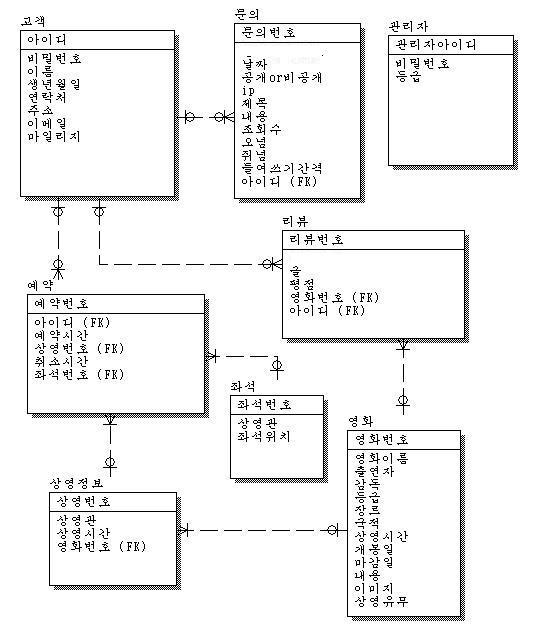 고객
아이디
비밀번호
이름
생년월일
연락처
주소
이메일
마일리지
문의
문의번호
날짜
공개or비공개
ip
제목
내용
조회수
오넘
쥐넘
들여쓰기간격
아이디 (FK)
관리자
관리자아이디
비밀번호
등급
리뷰
리뷰번호
글
평점
영화번호 (FK)
아이디 (FK)
예약
예약번호
아이디 (FK)
예약시간
상영번호 (FK)
취소시간
좌석번호 (FK)
좌석
좌석번호
상영관
좌석위치
영화
영화번호
영화이름
출연자
감독
등급
장르
국적
상영시간
개봉일
마감일
내용
이미지
상영유무
상영정보
상영번호
상영관
상영시간
영화번호 (FK)